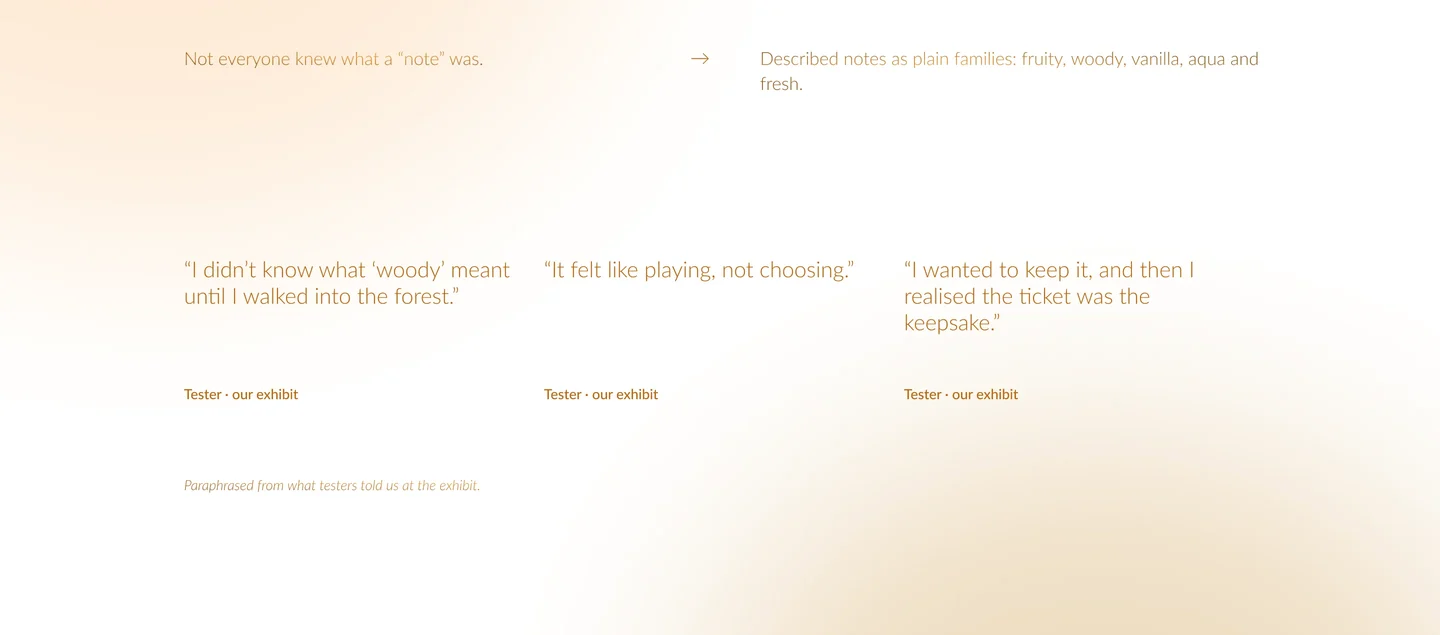 Not everyone knew what a “note” was.
→
Described notes as plain families: fruity, woody, vanilla, aqua and
fresh.
“I didn’t know what ‘woody’ meant
until I walked into the forest.”
Tester · our exhibit
“It felt like playing, not choosing.”
Tester · our exhibit
“I wanted to keep it, and then I
realised the ticket was the
keepsake.”
Tester · our exhibit
Paraphrased from what testers told us at the exhibit.